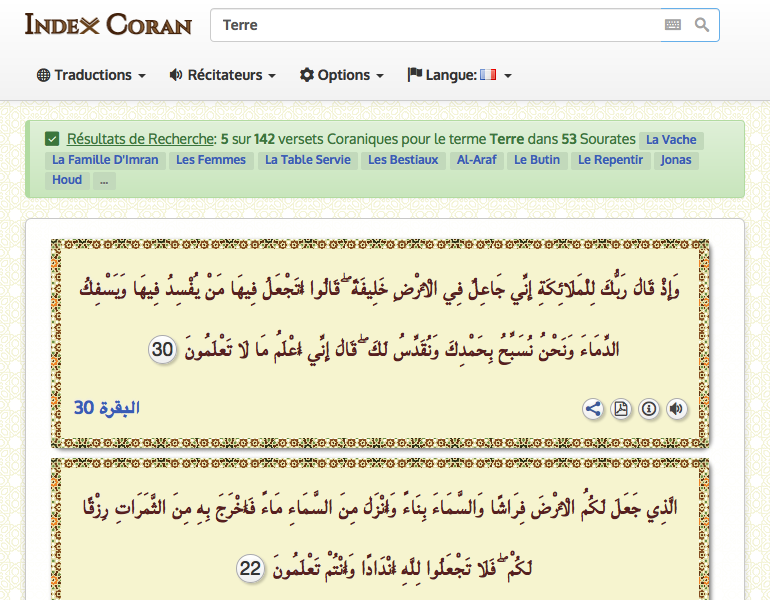 INDEX CORAN
Terre
Traductions Récitateurs Options Langue:
Résultats de Recherche: 5 sur 142 versets Coraniques pour le terme Terre dans 53 Sourates La Vache
La Famille D'Imran Les Femmes La Table Servie Les Bestiaux Al-Araf Le Butin Le Repentir Jonas
Houd ...
وَإِذْ قَالَ رَبُّكَ لِلْمَلَائِكَةِ إِنِّي جَاعِلٌ فِي الْأَرْضِ خَلِيفَةً ۖ قَالُوا أَتَجْعَلُ فِيهَا مَنْ يُفْسِدُ فِيهَا وَيَسْفِكُ
الدِّمَاءَ وَنَحْنُ نُسَبِّحُ بِحَمْدِكَ وَنُقَدِّسُ لَكَ ۖ قَالَ إِنِّي أَعْلَمُ مَا لَا تَعْلَمُونَ 30
البقرة 30
الَّذِي جَعَلَ لَكُمُ الْأَرْضَ فِرَاشًا وَالسَّمَاءَ بِنَاءً وَأَنْزَلَ مِنَ السَّمَاءِ مَاءً فَأَخْرَجَ بِهِ مِنَ الثَّمَرَاتِ رِزْقًا
لَكُمْ ۖ فَلَا تَجْعَلُوا لِلَّهِ أَنْدَادًا وَأَنْتُمْ تَعْلَمُونَ 22